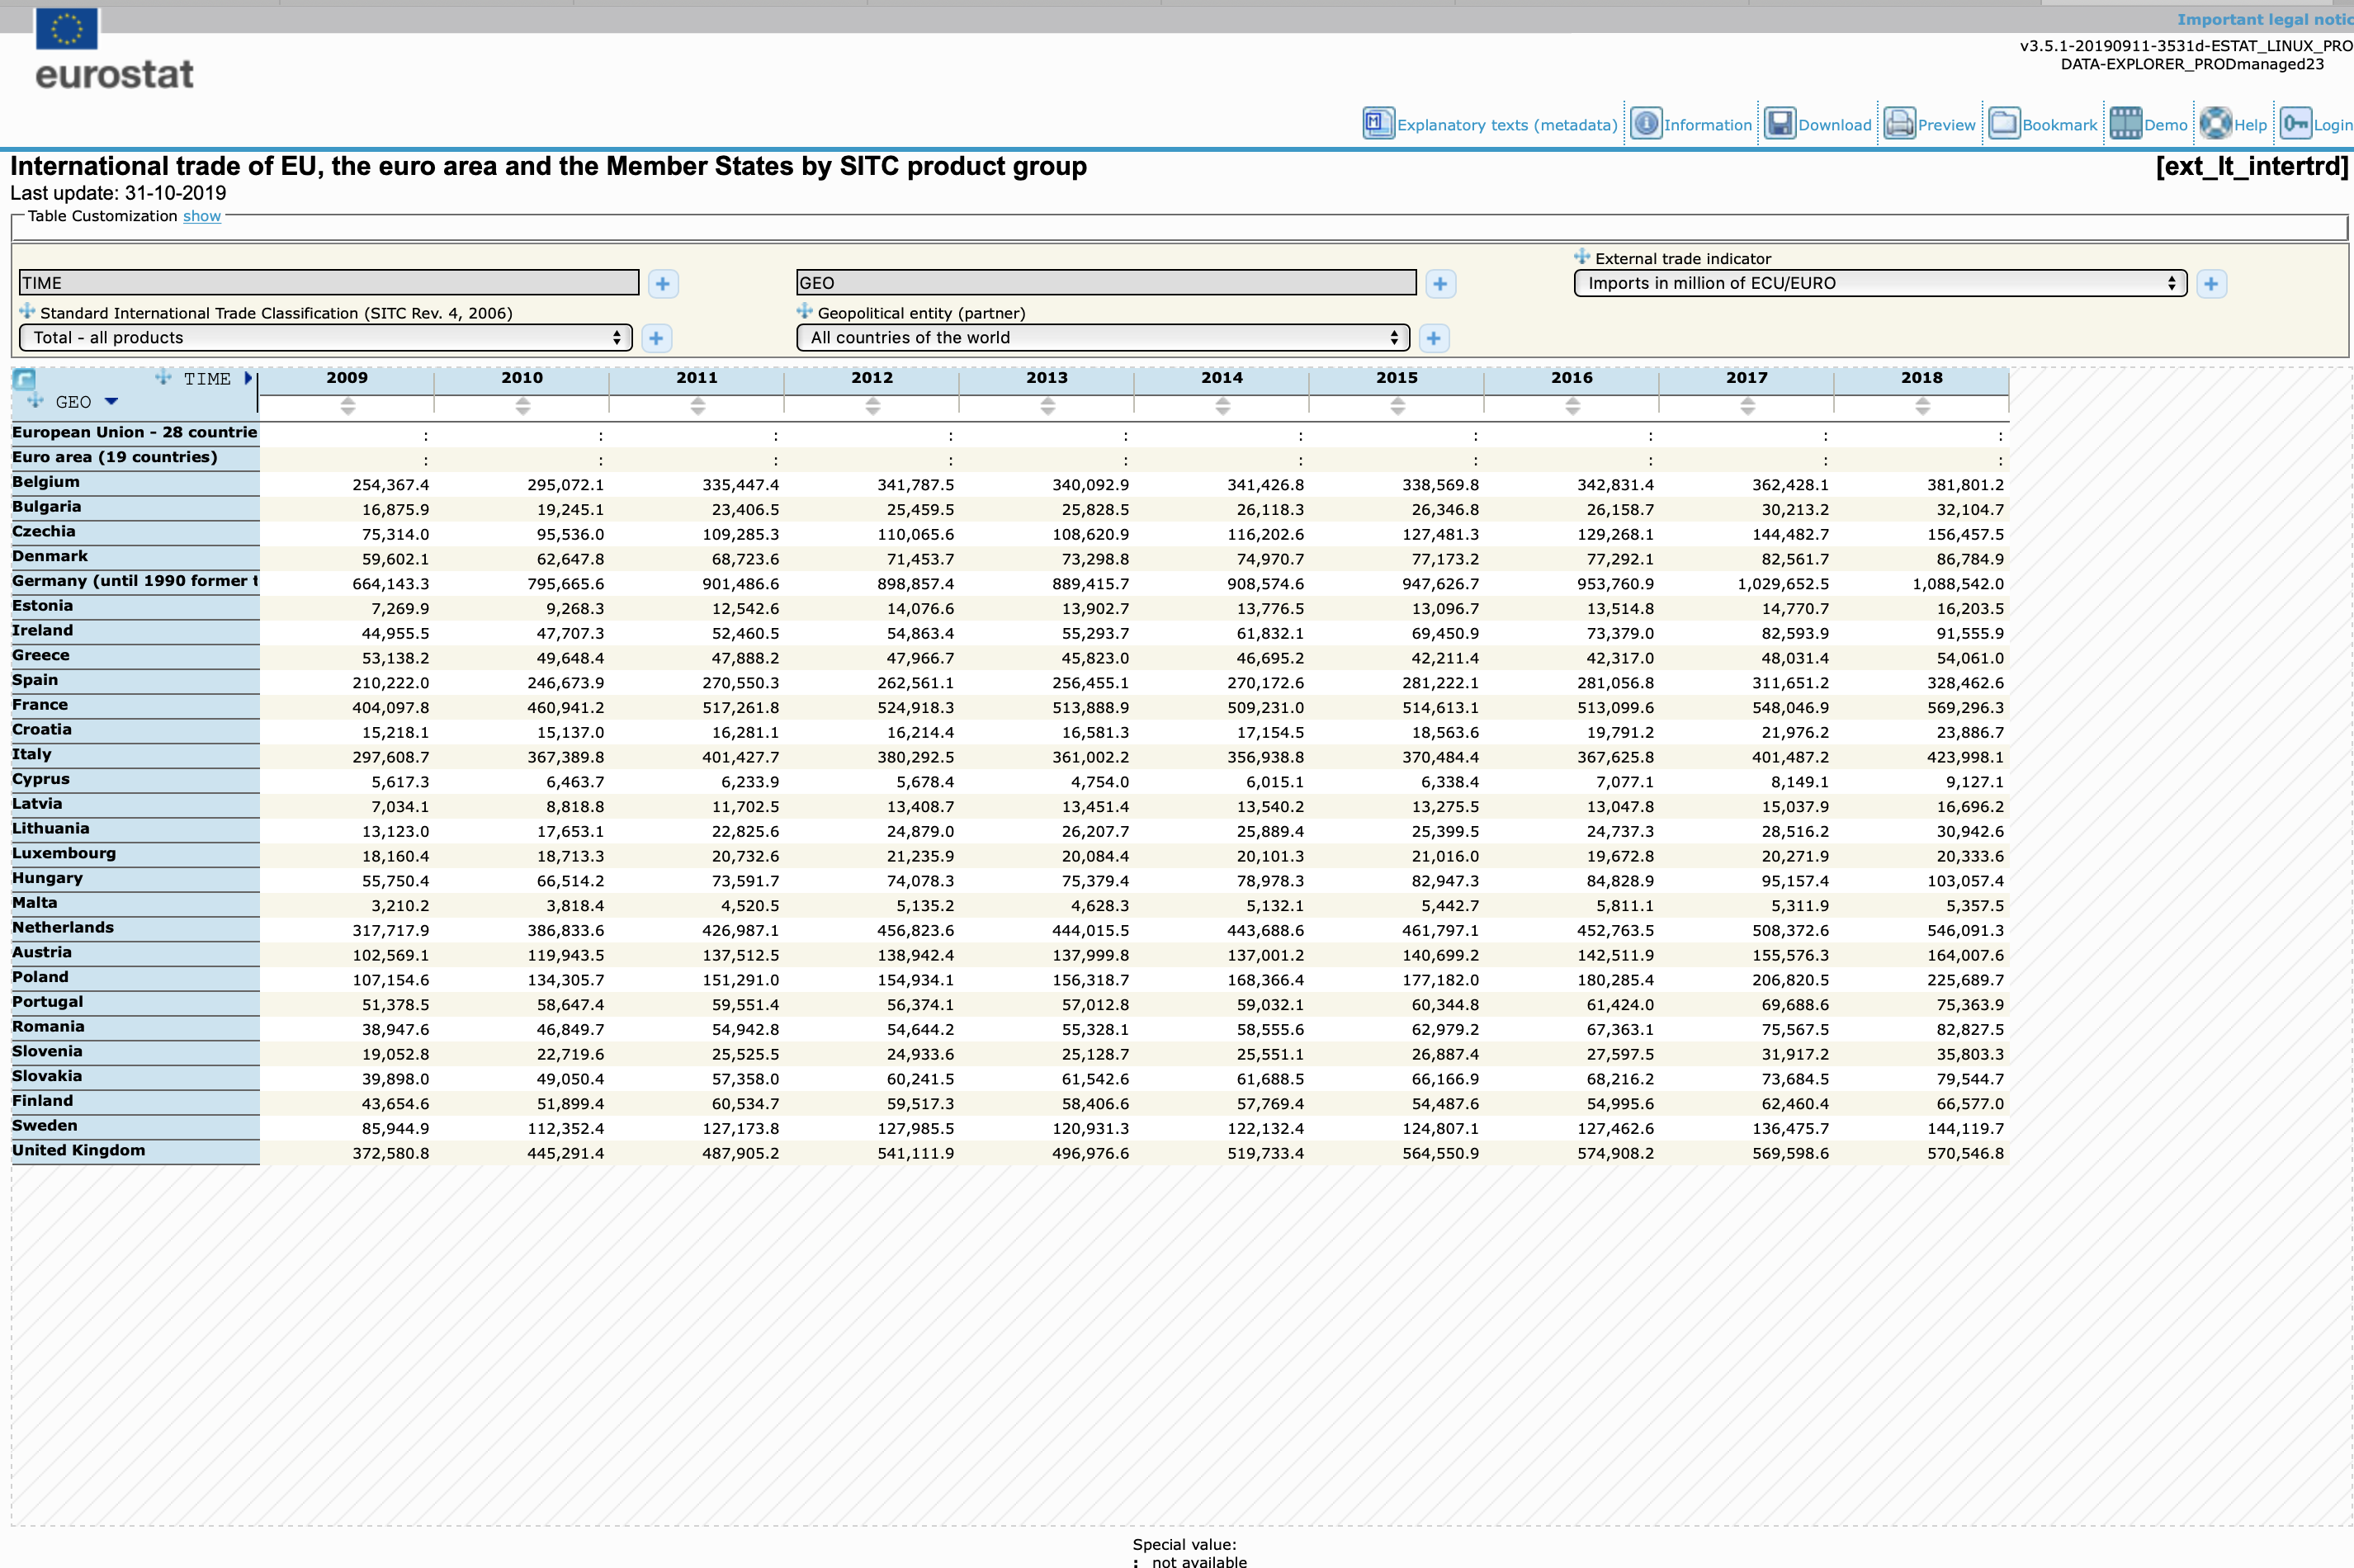 Important legal notic
v3.5.1-20190911-3531d-ESTAT_LINUX_PRO
DATA-EXPLORER_PRODmanaged23
eurostat
Explanatory texts (metadata) Information Download Preview Bookmark Demo Help Login
International trade of EU, the euro area and the Member States by SITC product group [ext_lt_intertrd]
Last update: 31-10-2019
Table Customization show
External trade indicator
TIME GEO Imports in million of ECU/EURO
Standard International Trade Classification (SITC Rev. 4, 2006) Geopolitical entity (partner)
Total - all products All countries of the world
TIME 2009 2010 2011 2012 2013 2014 2015 2016 2017 2018
GEO
European Union - 28 countrie : : : : : : : : : :
Euro area (19 countries) : : : : : : : : : :
Belgium 254,367.4 295,072.1 335,447.4 341,787.5 340,092.9 341,426.8 338,569.8 342,831.4 362,428.1 381,801.2
Bulgaria 16,875.9 19,245.1 23,406.5 25,459.5 25,828.5 26,118.3 26,346.8 26,158.7 30,213.2 32,104.7
Czechia 75,314.0 95,536.0 109,285.3 110,065.6 108,620.9 116,202.6 127,481.3 129,268.1 144,482.7 156,457.5
Denmark 59,602.1 62,647.8 68,723.6 71,453.7 73,298.8 74,970.7 77,173.2 77,292.1 82,561.7 86,784.9
Germany (until 1990 former t 664,143.3 795,665.6 901,486.6 898,857.4 889,415.7 908,574.6 947,626.7 953,760.9 1,029,652.5 1,088,542.0
Estonia 7,269.9 9,268.3 12,542.6 14,076.6 13,902.7 13,776.5 13,096.7 13,514.8 14,770.7 16,203.5
Ireland 44,955.5 47,707.3 52,460.5 54,863.4 55,293.7 61,832.1 69,450.9 73,379.0 82,593.9 91,555.9
Greece 53,138.2 49,648.4 47,888.2 47,966.7 45,823.0 46,695.2 42,211.4 42,317.0 48,031.4 54,061.0
Spain 210,222.0 246,673.9 270,550.3 262,561.1 256,455.1 270,172.6 281,222.1 281,056.8 311,651.2 328,462.6
France 404,097.8 460,941.2 517,261.8 524,918.3 513,888.9 509,231.0 514,613.1 513,099.6 548,046.9 569,296.3
Croatia 15,218.1 15,137.0 16,281.1 16,214.4 16,581.3 17,154.5 18,563.6 19,791.2 21,976.2 23,886.7
Italy 297,608.7 367,389.8 401,427.7 380,292.5 361,002.2 356,938.8 370,484.4 367,625.8 401,487.2 423,998.1
Cyprus 5,617.3 6,463.7 6,233.9 5,678.4 4,754.0 6,015.1 6,338.4 7,077.1 8,149.1 9,127.1
Latvia 7,034.1 8,818.8 11,702.5 13,408.7 13,451.4 13,540.2 13,275.5 13,047.8 15,037.9 16,696.2
Lithuania 13,123.0 17,653.1 22,825.6 24,879.0 26,207.7 25,889.4 25,399.5 24,737.3 28,516.2 30,942.6
Luxembourg 18,160.4 18,713.3 20,732.6 21,235.9 20,084.4 20,101.3 21,016.0 19,672.8 20,271.9 20,333.6
Hungary 55,750.4 66,514.2 73,591.7 74,078.3 75,379.4 78,978.3 82,947.3 84,828.9 95,157.4 103,057.4
Malta 3,210.2 3,818.4 4,520.5 5,135.2 4,628.3 5,132.1 5,442.7 5,811.1 5,311.9 5,357.5
Netherlands 317,717.9 386,833.6 426,987.1 456,823.6 444,015.5 443,688.6 461,797.1 452,763.5 508,372.6 546,091.3
Austria 102,569.1 119,943.5 137,512.5 138,942.4 137,999.8 137,001.2 140,699.2 142,511.9 155,576.3 164,007.6
Poland 107,154.6 134,305.7 151,291.0 154,934.1 156,318.7 168,366.4 177,182.0 180,285.4 206,820.5 225,689.7
Portugal 51,378.5 58,647.4 59,551.4 56,374.1 57,012.8 59,032.1 60,344.8 61,424.0 69,688.6 75,363.9
Romania 38,947.6 46,849.7 54,942.8 54,644.2 55,328.1 58,555.6 62,979.2 67,363.1 75,567.5 82,827.5
Slovenia 19,052.8 22,719.6 25,525.5 24,933.6 25,128.7 25,551.1 26,887.4 27,597.5 31,917.2 35,803.3
Slovakia 39,898.0 49,050.4 57,358.0 60,241.5 61,542.6 61,688.5 66,166.9 68,216.2 73,684.5 79,544.7
Finland 43,654.6 51,899.4 60,534.7 59,517.3 58,406.6 57,769.4 54,487.6 54,995.6 62,460.4 66,577.0
Sweden 85,944.9 112,352.4 127,173.8 127,985.5 120,931.3 122,132.4 124,807.1 127,462.6 136,475.7 144,119.7
United Kingdom 372,580.8 445,291.4 487,905.2 541,111.9 496,976.6 519,733.4 564,550.9 574,908.2 569,598.6 570,546.8
Special value:
: not available